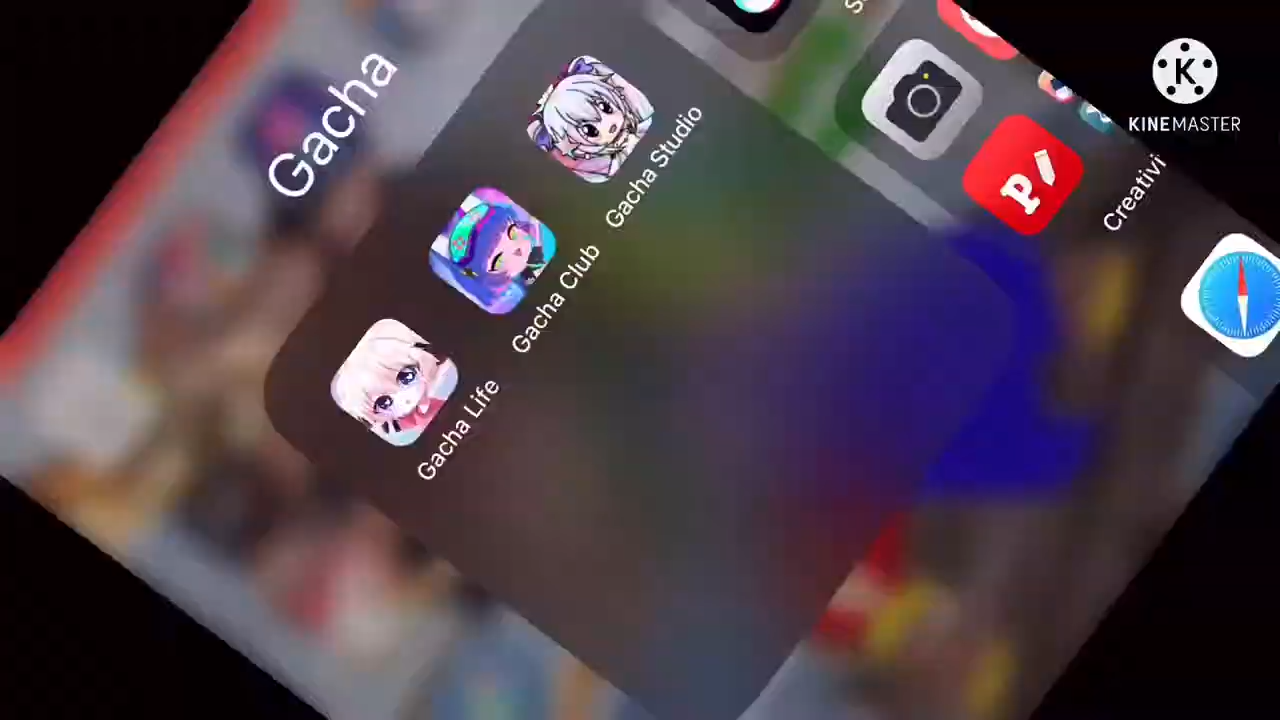 Gacha
Gacha Life
Gacha Club
Gacha Studio
Creativi
K
KINEMASTER